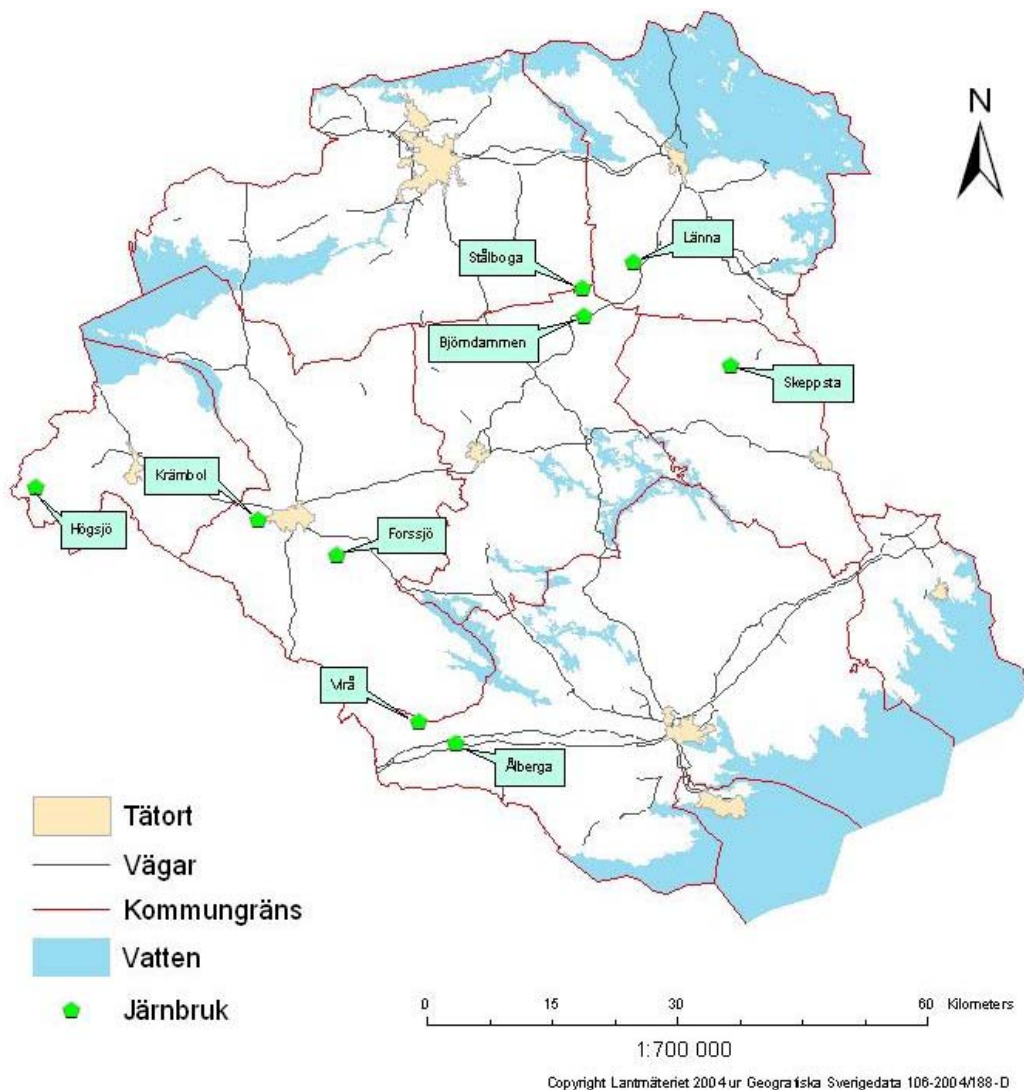 N
Länna
Stålboga
Björndammen
Skeppsta
Krämbol
Högsjö
Forssjö
Virå
Ålberga
Tätort
Vägar
Kommungräns
Vatten
Järnbruk
0 15 30 60 Kilometers
1:700 000
Copyright Lantmäteriet 2004 ur Geografiska Sverigedata 106-2004/188-D